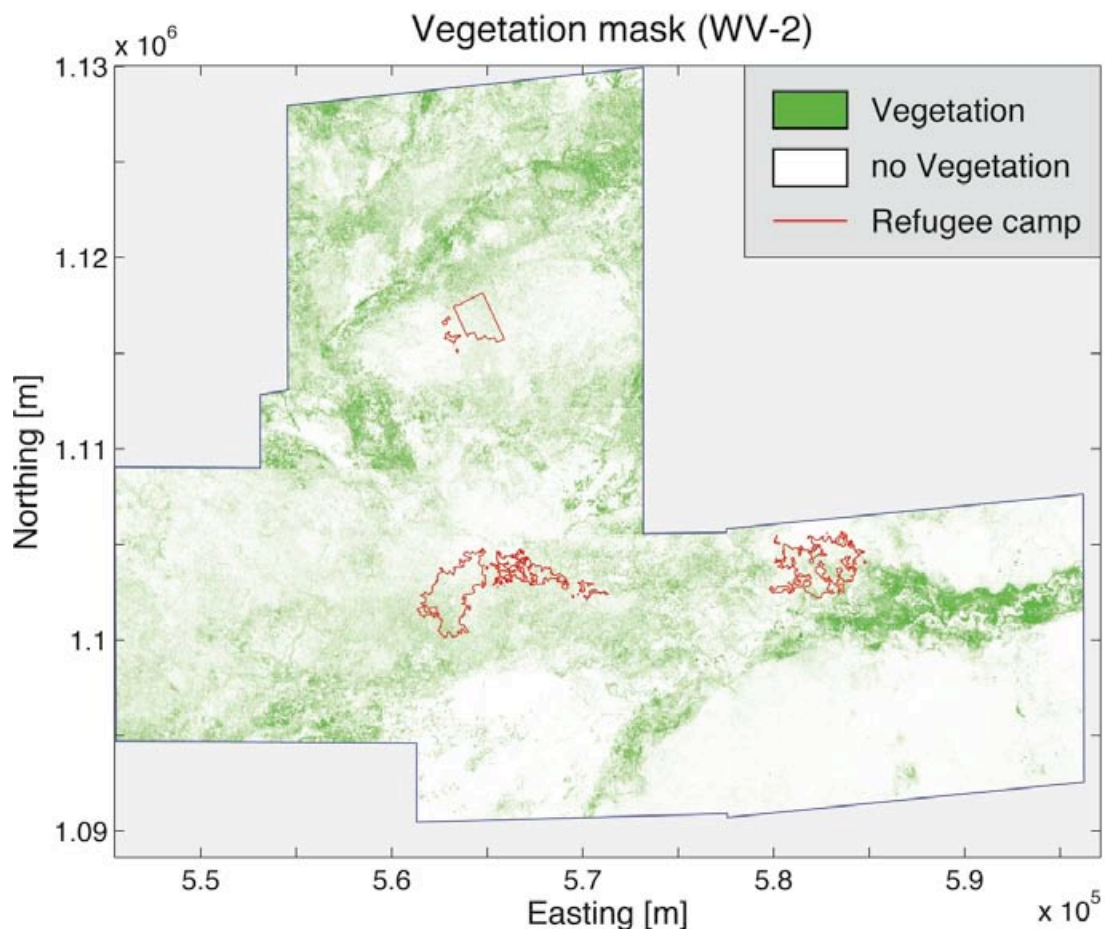 Vegetation mask (WV-2)
x 10^6
1.13
1.12
1.11
1.1
1.09
Northing [m]
Vegetation
no Vegetation
Refugee camp
5.5
5.6
5.7
5.8
5.9
x 10^5
Easting [m]